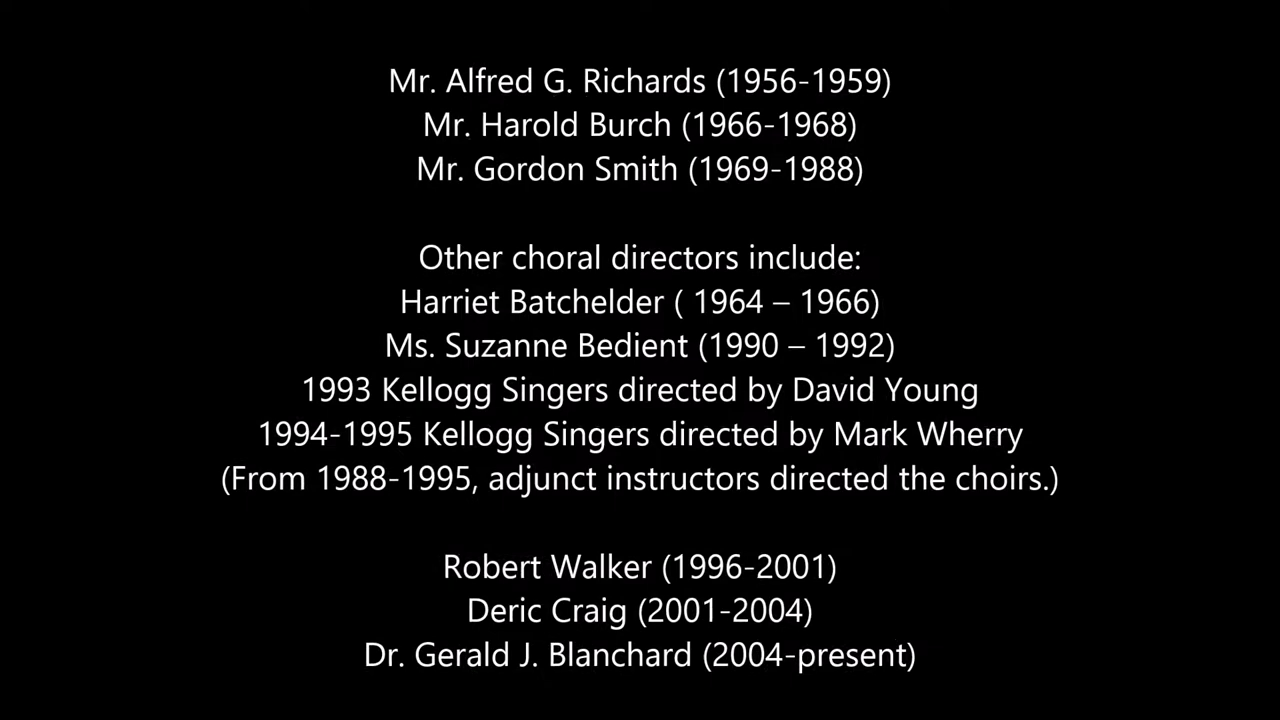 Mr. Alfred G. Richards (1956-1959)
Mr. Harold Burch (1966-1968)
Mr. Gordon Smith (1969-1988)
Other choral directors include:
Harriet Batchelder ( 1964 – 1966)
Ms. Suzanne Bedient (1990 – 1992)
1993 Kellogg Singers directed by David Young
1994-1995 Kellogg Singers directed by Mark Wherry
(From 1988-1995, adjunct instructors directed the choirs.)
Robert Walker (1996-2001)
Deric Craig (2001-2004)
Dr. Gerald J. Blanchard (2004-present)